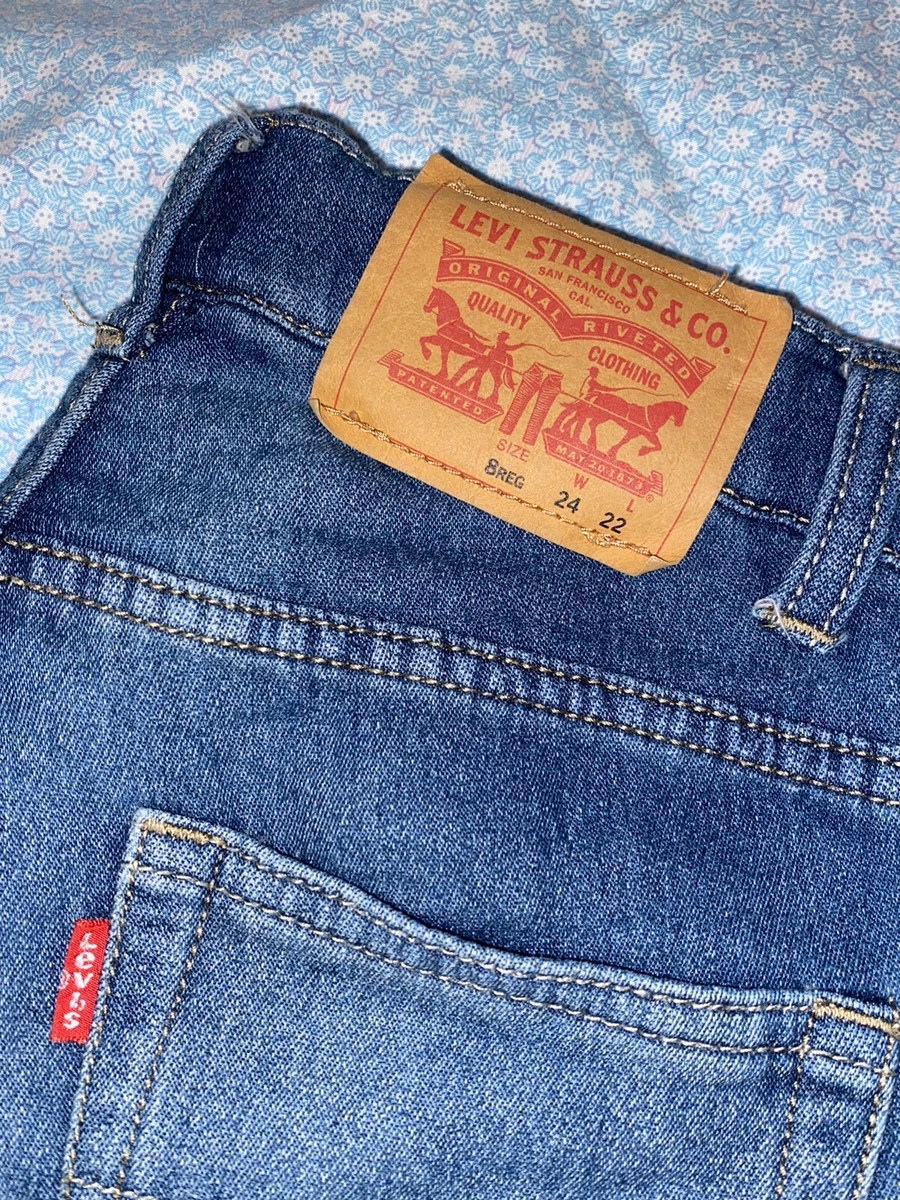 LEVI STRAUSS & CO.
SAN FRANCISCO
CAL
ORIGINAL RIVETED
QUALITY
CLOTHING
PATENTED
MAY 20 1873
®
SIZE
W
L
8REG
24
22
Levi's
®